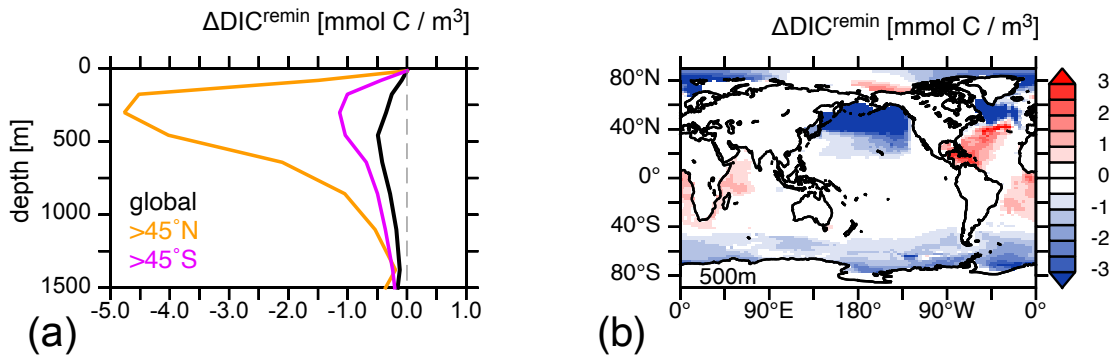 ΔDIC^remin [mmol C / m³]
0
500
1000
1500
depth [m]
global
>45°N
>45°S
-5.0 -4.0 -3.0 -2.0 -1.0 0.0 1.0
(a)
ΔDIC^remin [mmol C / m³]
80°N
40°N
0°
40°S
80°S
500m
0° 90°E 180° 90°W 0°
3
2
1
0
-1
-2
-3
(b)